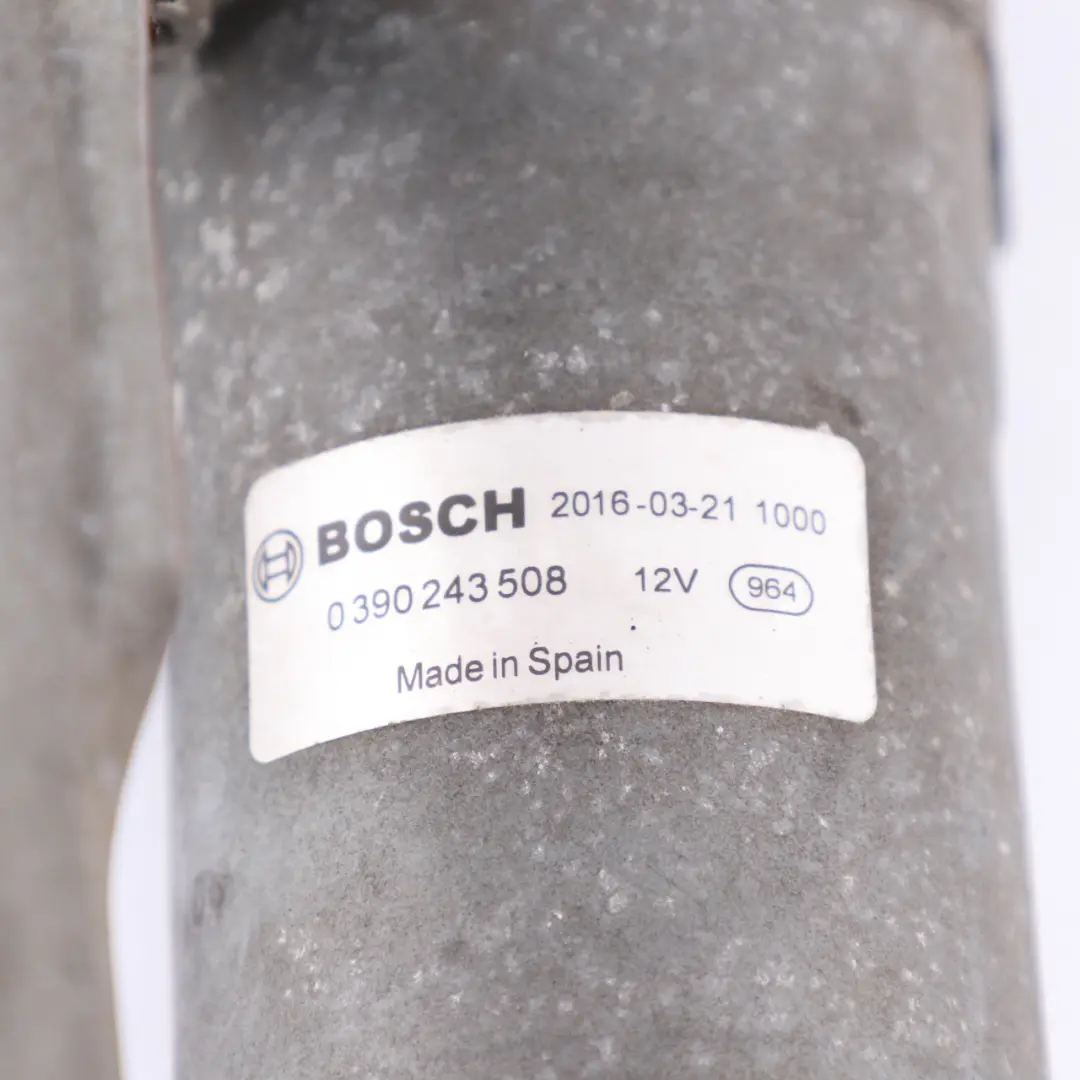 BOSCH 2016-03-21 1000
0 390 243 508 12V 964
Made in Spain